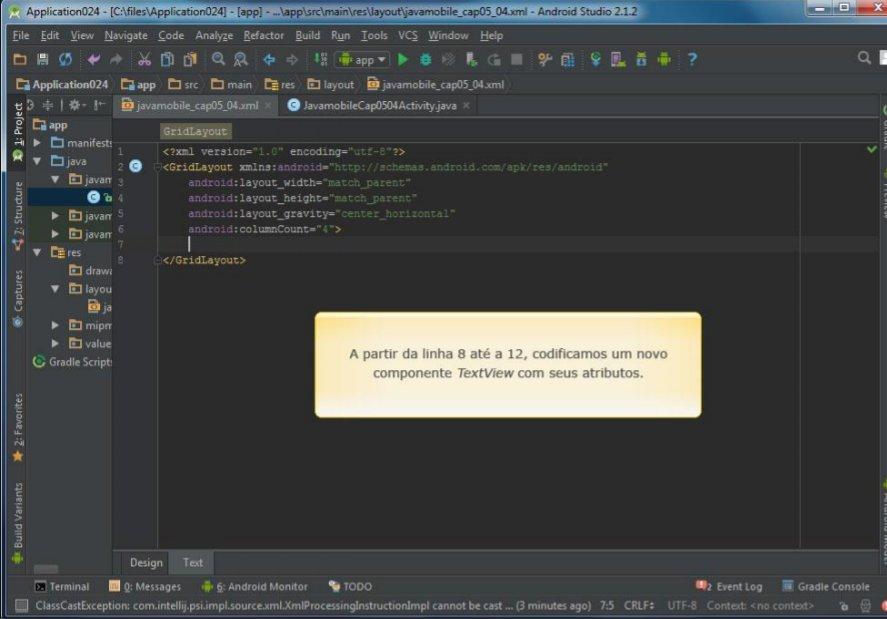 Application024 - [C:\files\Application024] - [app] - ...\app\src\main\res\layout\javamobile_cap05_04.xml - Android Studio 2.1.2
File Edit View Navigate Code Analyze Refactor Build Run Tools VCS Window Help
app
Application024 app src main res layout javamobile_cap05_04.xml
1: Project
javamobile_cap05_04.xml JavamobileCap0504Activity.java
app
GridLayout
manifests
1 <?xml version="1.0" encoding="utf-8"?>
java
2 <GridLayout xmlns:android="http://schemas.android.com/apk/res/android"
javam
3 android:layout_width="match_parent"
4 android:layout_height="match_parent"
javam
5 android:layout_gravity="center_horizontal"
javam
6 android:columnCount="4">
7
res
8 </GridLayout>
drawa
layou
ja
mipm
value
Gradle Scripts
7: Structure
Captures
2: Favorites
Build Variants
A partir da linha 8 até a 12, codificamos um novo
componente TextView com seus atributos.
Design Text
Terminal 0: Messages 6: Android Monitor TODO 2 Event Log Gradle Console
ClassCastException: com.intellij.psi.impl.source.xml.XmlProcessingInstructionImpl cannot be cast ... (3 minutes ago) 7:5 CRLF UTF-8 Context: <no context>